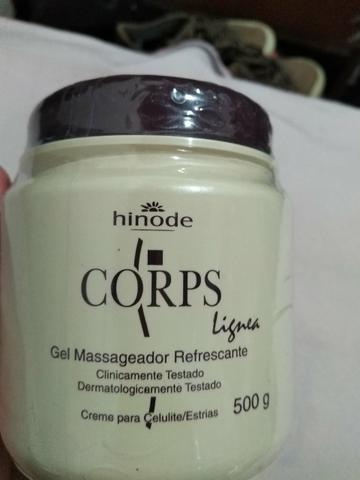 hinode
CORPS
Lignea
Gel Massageador Refrescante
Clinicamente Testado
Dermatologicamente Testado
Creme para Celulite/Estrias
500 g